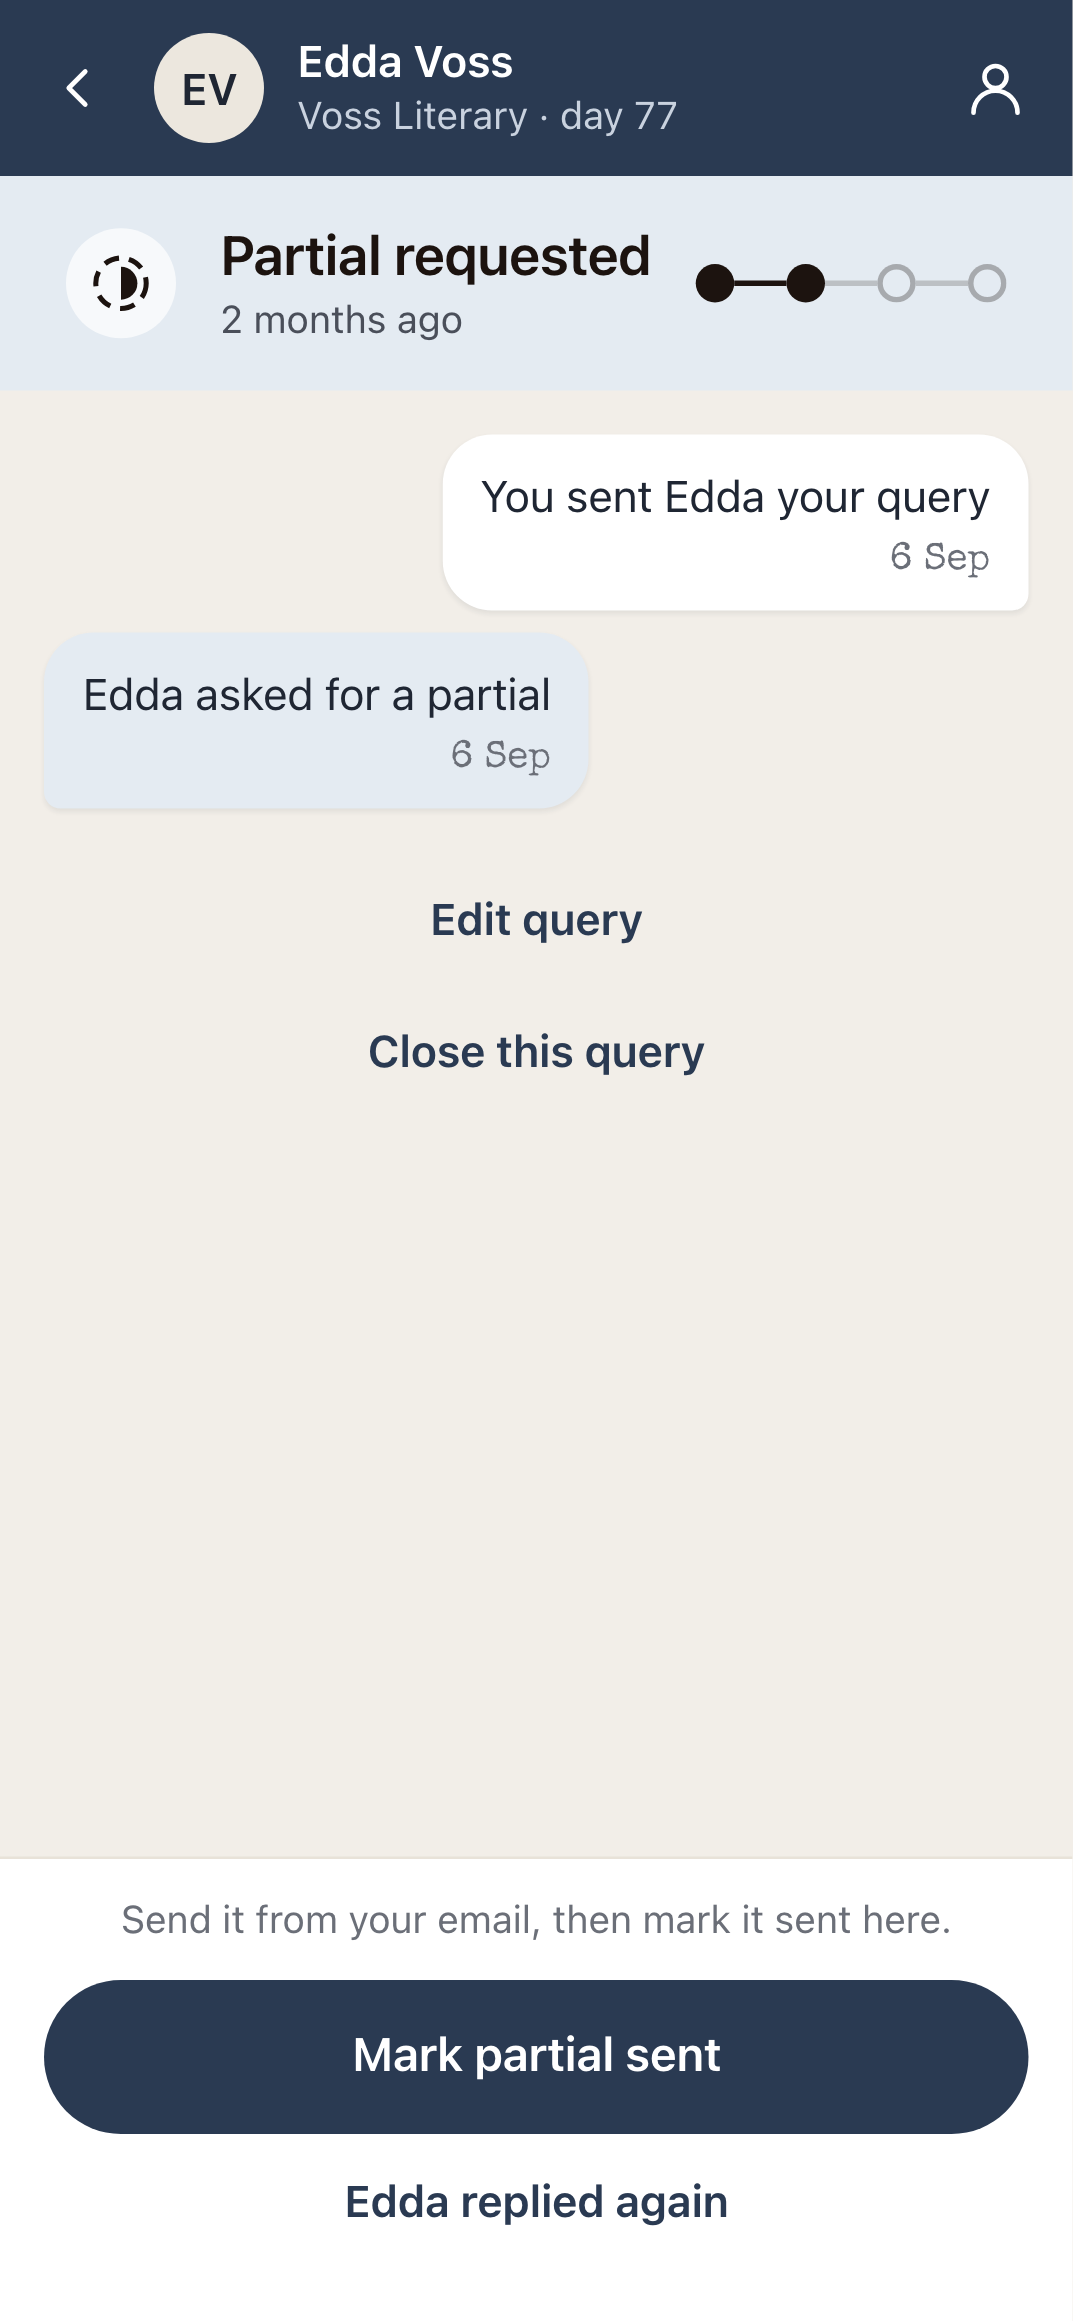 EV
Edda Voss
Voss Literary · day 77
Partial requested
2 months ago
You sent Edda your query
6 Sep
Edda asked for a partial
6 Sep
Edit query
Close this query
Send it from your email, then mark it sent here.
Mark partial sent
Edda replied again